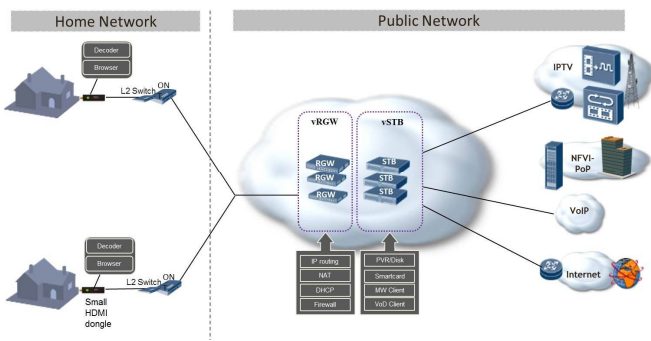 Home Network
Public Network
Decoder
Browser
L2 Switch
ON
vRGW
vSTB
RGW
RGW
RGW
STB
STB
STB
IP routing
NAT
DHCP
Firewall
PVR/Disk
Smartcard
MW Client
VoD Client
IPTV
NFVI-
PoP
VoIP
Internet
Decoder
Browser
L2 Switch
ON
Small
HDMI
dongle